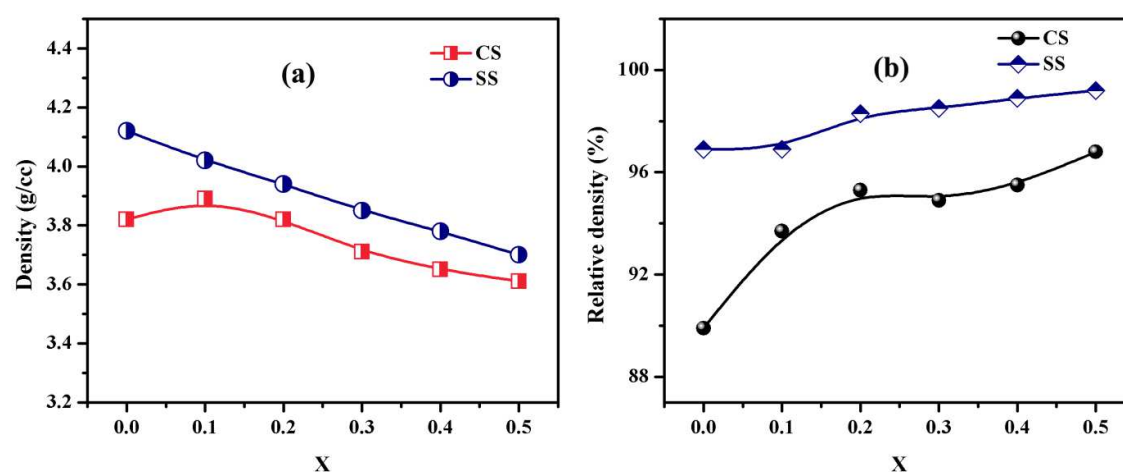 (a)
CS
SS
Density (g/cc)
4.4
4.2
4.0
3.8
3.6
3.4
3.2
0.0 0.1 0.2 0.3 0.4 0.5
X
(b)
CS
SS
Relative density (%)
100
96
92
88
0.0 0.1 0.2 0.3 0.4 0.5
X